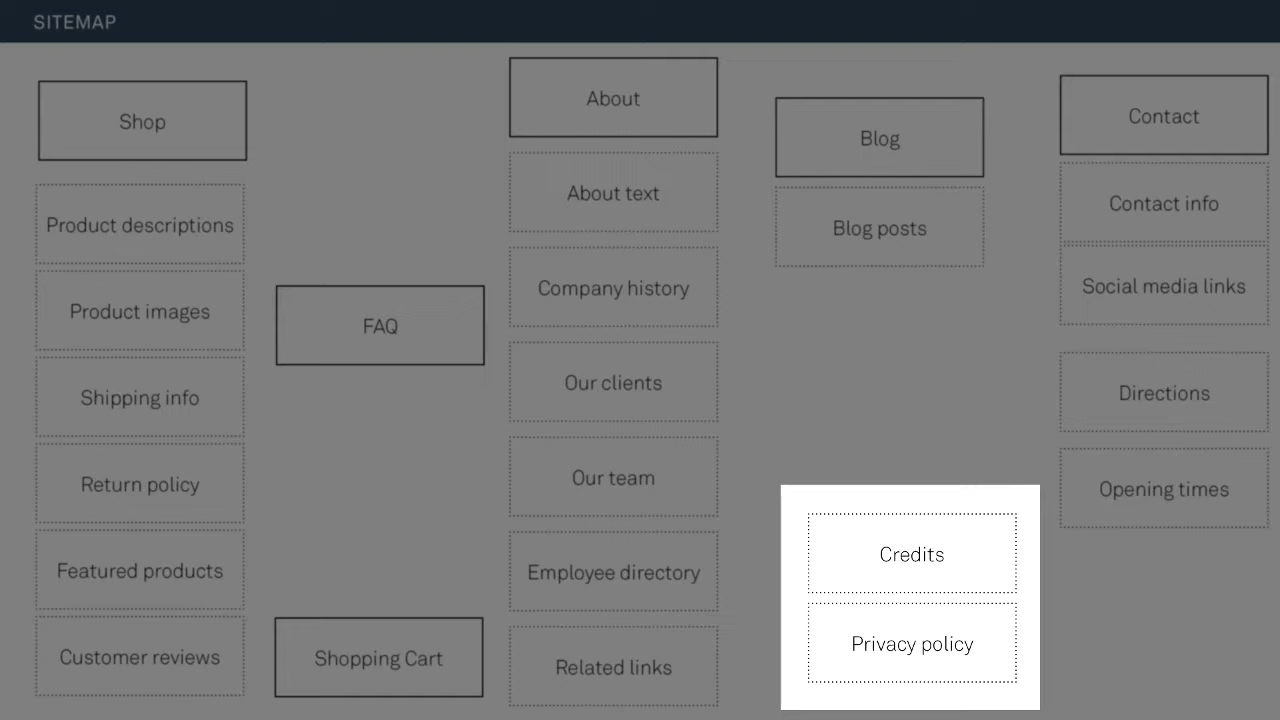 SITEMAP
Shop
Product descriptions
Product images
Shipping info
Return policy
Featured products
Customer reviews
FAQ
Shopping Cart
About
About text
Company history
Our clients
Our team
Employee directory
Related links
Blog
Blog posts
Credits
Privacy policy
Contact
Contact info
Social media links
Directions
Opening times